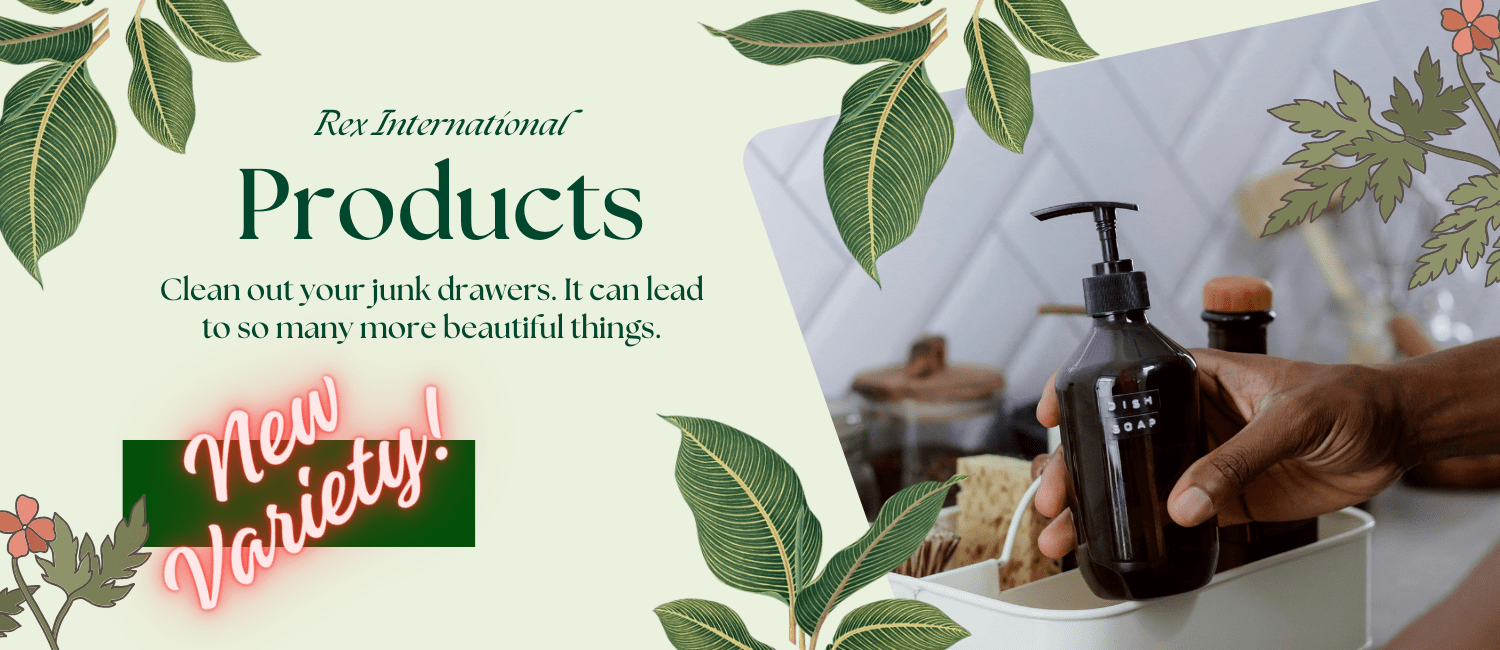 Rex International
Products
Clean out your junk drawers. It can lead
to so many more beautiful things.
New
Variety!
DISH
SOAP